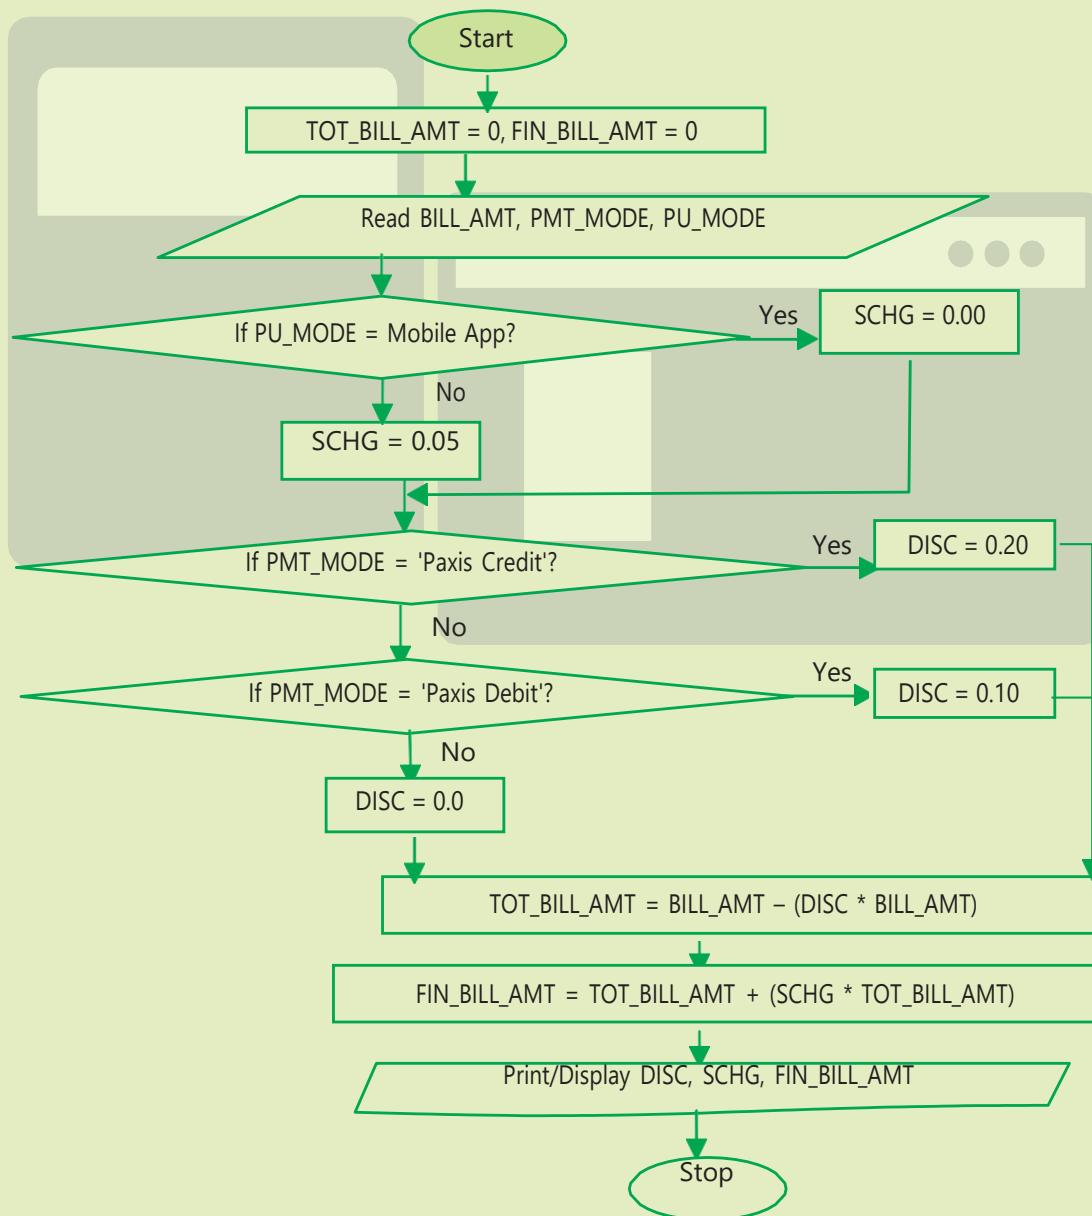 Start
TOT_BILL_AMT = 0, FIN_BILL_AMT = 0
Read BILL_AMT, PMT_MODE, PU_MODE
If PU_MODE = Mobile App?
Yes
SCHG = 0.00
No
SCHG = 0.05
If PMT_MODE = 'Paxis Credit'?
Yes
DISC = 0.20
No
If PMT_MODE = 'Paxis Debit'?
Yes
DISC = 0.10
No
DISC = 0.0
TOT_BILL_AMT = BILL_AMT – (DISC * BILL_AMT)
FIN_BILL_AMT = TOT_BILL_AMT + (SCHG * TOT_BILL_AMT)
Print/Display DISC, SCHG, FIN_BILL_AMT
Stop